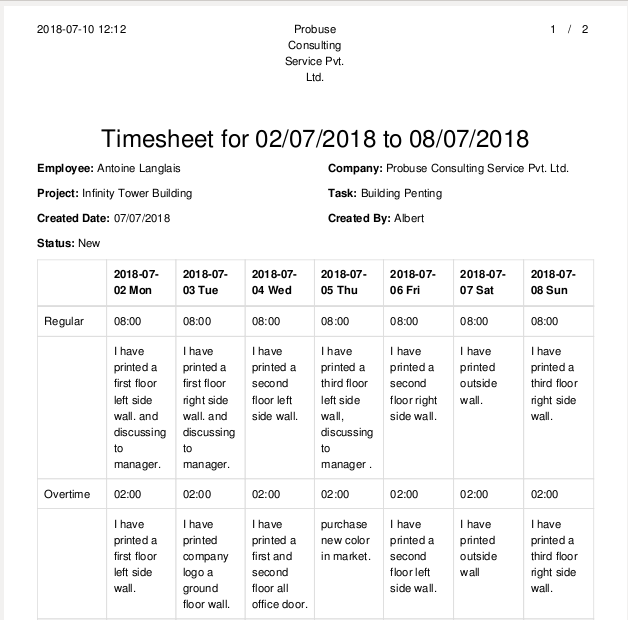 2018-07-10 12:12
Probuse
Consulting
Service Pvt.
Ltd.
1 / 2
Timesheet for 02/07/2018 to 08/07/2018
Employee: Antoine Langlais Company: Probuse Consulting Service Pvt. Ltd.
Project: Infinity Tower Building Task: Building Penting
Created Date: 07/07/2018 Created By: Albert
Status: New
2018-07- 2018-07- 2018-07- 2018-07- 2018-07- 2018-07- 2018-07-
02 Mon 03 Tue 04 Wed 05 Thu 06 Fri 07 Sat 08 Sun
Regular 08:00 08:00 08:00 08:00 08:00 08:00 08:00
I have I have I have I have I have I have I have
printed a printed a printed a printed a printed a printed printed a
first floor first floor second third floor second outside third floor
left side right side floor left left side floor right wall. right side
wall. and wall. and side wall. wall, side wall. wall.
discussing discussing discussing
to to to
manager. manager. manager .
Overtime 02:00 02:00 02:00 02:00 02:00 02:00 02:00
I have I have I have purchase I have I have I have
printed a printed printed a new color printed a printed printed a
first floor company first and in market. second outside third floor
left side logo a second floor left wall right side
wall. ground floor all side wall. wall.
floor wall. office door.